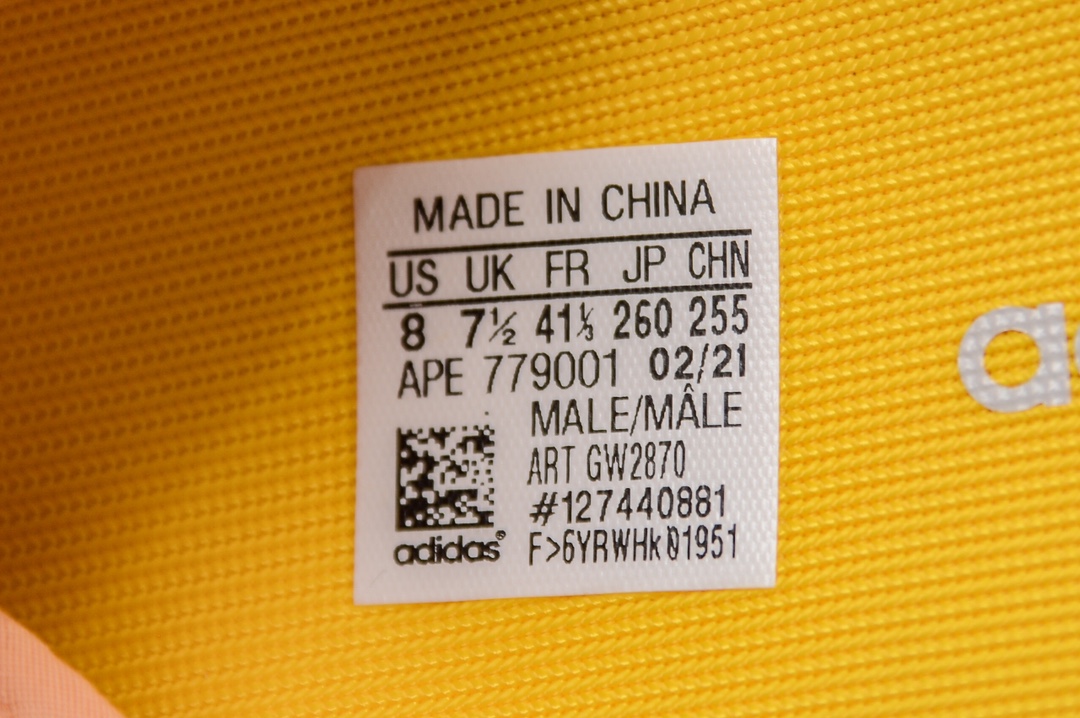 MADE IN CHINA
US UK FR JP CHN
8 7½ 41⅓ 260 255
APE 779001 02/21
MALE/MÂLE
ART GW2870
#127440881
F>6YRWHk01951
adidas®